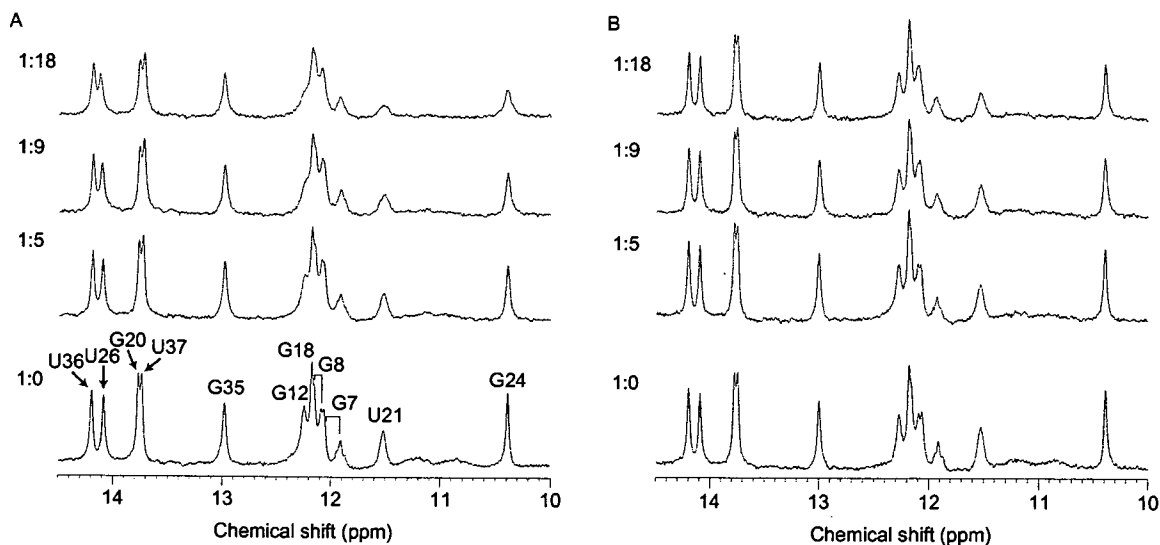 A
1:18
1:9
1:5
1:0
U36
U26
G20
U37
G35
G18
G8
G12
G7
U21
G24
14 13 12 11 10
Chemical shift (ppm)
B
1:18
1:9
1:5
1:0
14 13 12 11 10
Chemical shift (ppm)